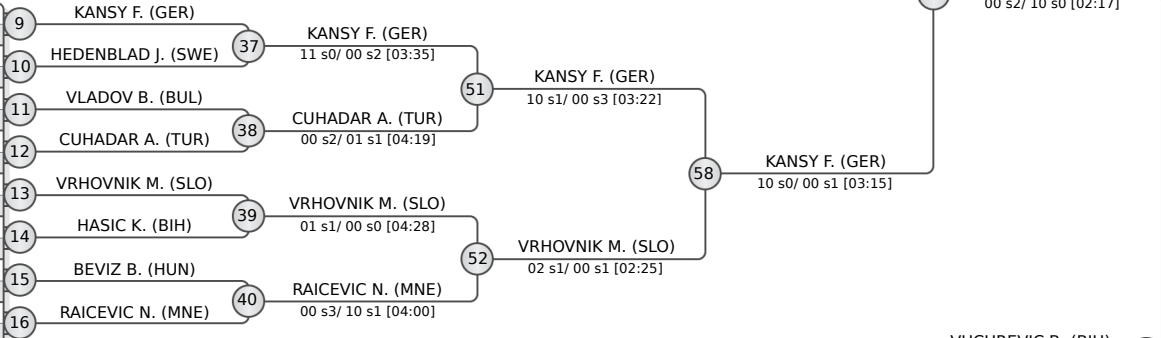 00 s2/ 10 s0 [02:17]
9
KANSY F. (GER)
37
KANSY F. (GER)
11 s0/ 00 s2 [03:35]
10
HEDENBLAD J. (SWE)
51
KANSY F. (GER)
10 s1/ 00 s3 [03:22]
11
VLADOV B. (BUL)
38
CUHADAR A. (TUR)
00 s2/ 01 s1 [04:19]
12
CUHADAR A. (TUR)
58
KANSY F. (GER)
10 s0/ 00 s1 [03:15]
13
VRHOVNIK M. (SLO)
39
VRHOVNIK M. (SLO)
01 s1/ 00 s0 [04:28]
14
HASIC K. (BIH)
52
VRHOVNIK M. (SLO)
02 s1/ 00 s1 [02:25]
15
BEVIZ B. (HUN)
40
RAICEVIC N. (MNE)
00 s3/ 10 s1 [04:00]
16
RAICEVIC N. (MNE)